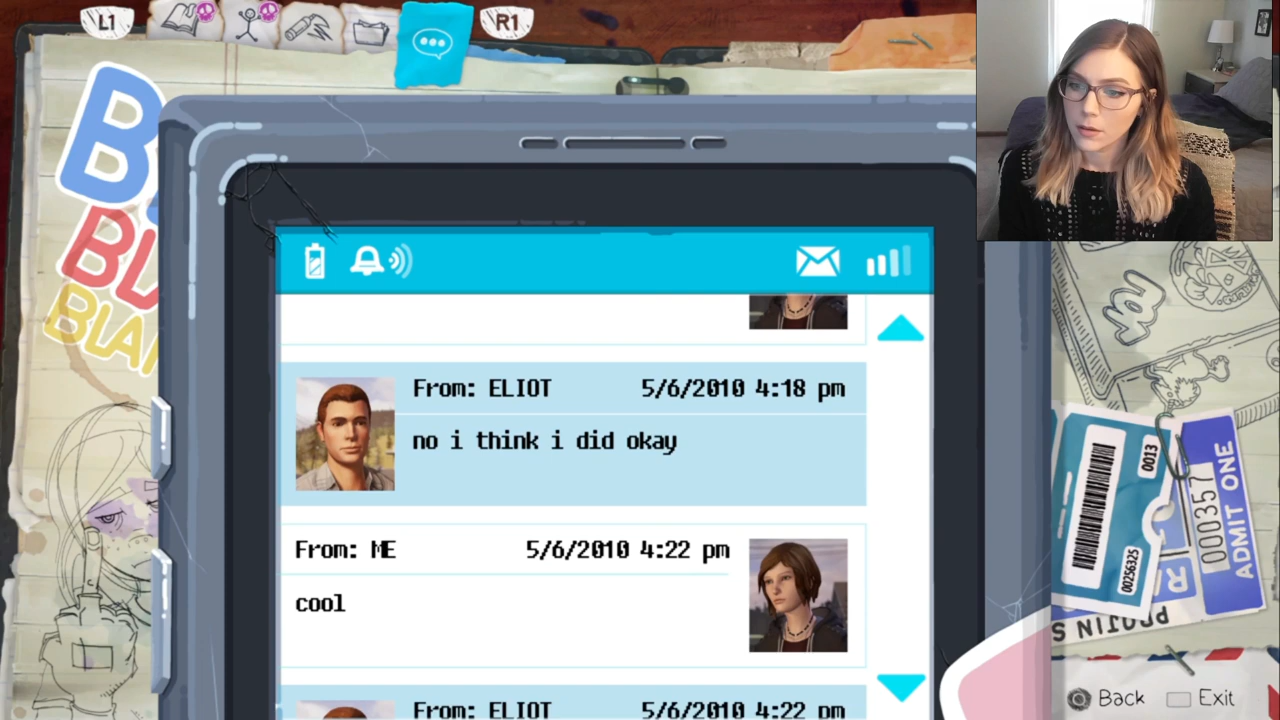 L1
R1
From: ELIOT 5/6/2010 4:18 pm
no i think i did okay
From: ME 5/6/2010 4:22 pm
cool
From: ELIOT 5/6/2010 4:22 pm
0013
00256325
000357
ADMIT ONE
Back
Exit